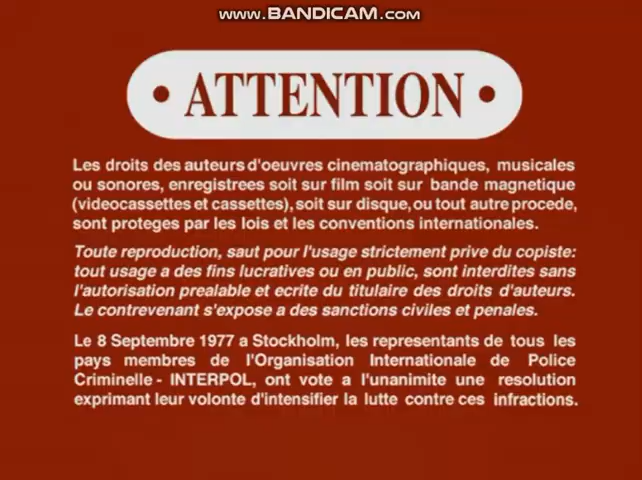 www.BANDICAM.com
• ATTENTION •
Les droits des auteurs d'oeuvres cinematographiques, musicales
ou sonores, enregistrees soit sur film soit sur bande magnetique
(videocassettes et cassettes), soit sur disque, ou tout autre procede,
sont proteges par les lois et les conventions internationales.
Toute reproduction, saut pour l'usage strictement prive du copiste:
tout usage a des fins lucratives ou en public, sont interdites sans
l'autorisation prealable et ecrite du titulaire des droits d'auteurs.
Le contrevenant s'expose a des sanctions civiles et penales.
Le 8 Septembre 1977 a Stockholm, les representants de tous les
pays membres de l'Organisation Internationale de Police
Criminelle - INTERPOL, ont vote a l'unanimite une resolution
exprimant leur volonte d'intensifier la lutte contre ces infractions.